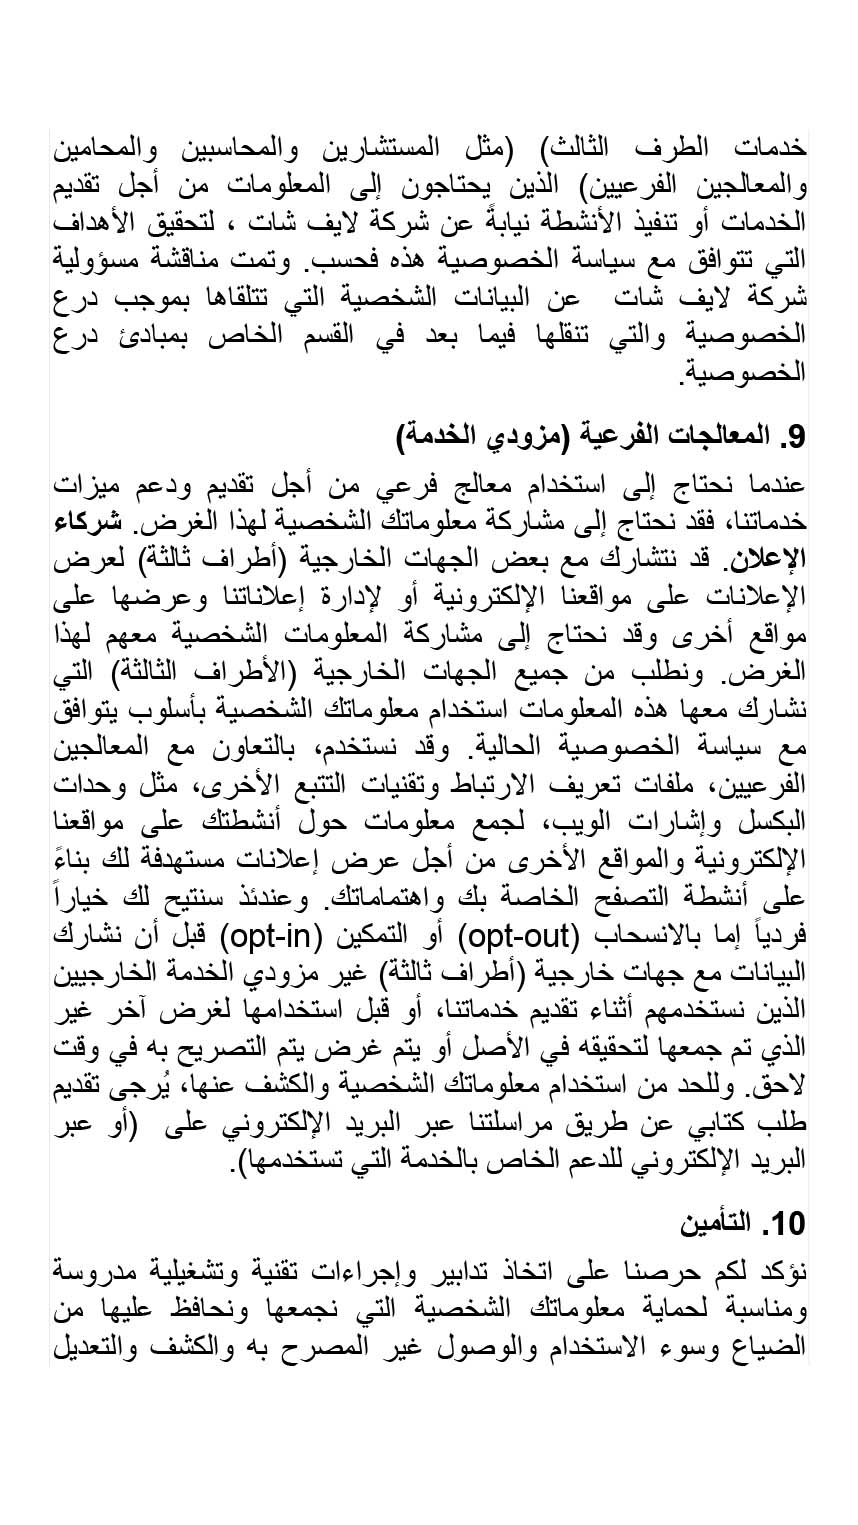 خدمات الطرف الثالث) (مثل المستشارين والمحاسبين والمحامين
والمعالجين الفرعيين) الذين يحتاجون إلى المعلومات من أجل تقديم
الخدمات أو تنفيذ الأنشطة نيابةً عن شركة لايف شات ، لتحقيق الأهداف
التي تتوافق مع سياسة الخصوصية هذه فحسب. وتمت مناقشة مسؤولية
شركة لايف شات عن البيانات الشخصية التي تتلقاها بموجب درع
الخصوصية والتي تنقلها فيما بعد في القسم الخاص بمبادئ درع
الخصوصية.
9. المعالجات الفرعية (مزودي الخدمة)
عندما نحتاج إلى استخدام معالج فرعي من أجل تقديم ودعم ميزات
خدماتنا، فقد نحتاج إلى مشاركة معلوماتك الشخصية لهذا الغرض. شركاء
الإعلان. قد نتشارك مع بعض الجهات الخارجية (أطراف ثالثة) لعرض
الإعلانات على مواقعنا الإلكترونية أو لإدارة إعلاناتنا وعرضها على
مواقع أخرى وقد نحتاج إلى مشاركة المعلومات الشخصية معهم لهذا
الغرض. ونطلب من جميع الجهات الخارجية (الأطراف الثالثة) التي
نشارك معها هذه المعلومات استخدام معلوماتك الشخصية بأسلوب يتوافق
مع سياسة الخصوصية الحالية. وقد نستخدم، بالتعاون مع المعالجين
الفرعيين، ملفات تعريف الارتباط وتقنيات التتبع الأخرى، مثل وحدات
البكسل وإشارات الويب، لجمع معلومات حول أنشطتك على مواقعنا
الإلكترونية والمواقع الأخرى من أجل عرض إعلانات مستهدفة لك بناءً
على أنشطة التصفح الخاصة بك واهتماماتك. وعندئذ سنتيح لك خياراً
فردياً إما بالانسحاب (opt-out) أو التمكين (opt-in) قبل أن نشارك
البيانات مع جهات خارجية (أطراف ثالثة) غير مزودي الخدمة الخارجيين
الذين نستخدمهم أثناء تقديم خدماتنا، أو قبل استخدامها لغرض آخر غير
الذي تم جمعها لتحقيقه في الأصل أو يتم غرض يتم التصريح به في وقت
لاحق. وللحد من استخدام معلوماتك الشخصية والكشف عنها، يُرجى تقديم
طلب كتابي عن طريق مراسلتنا عبر البريد الإلكتروني على (أو عبر
البريد الإلكتروني للدعم الخاص بالخدمة التي تستخدمها).
10. التأمين
نؤكد لكم حرصنا على اتخاذ تدابير وإجراءات تقنية وتشغيلية مدروسة
ومناسبة لحماية معلوماتك الشخصية التي نجمعها ونحافظ عليها من
الضياع وسوء الاستخدام والوصول غير المصرح به والكشف والتعديل